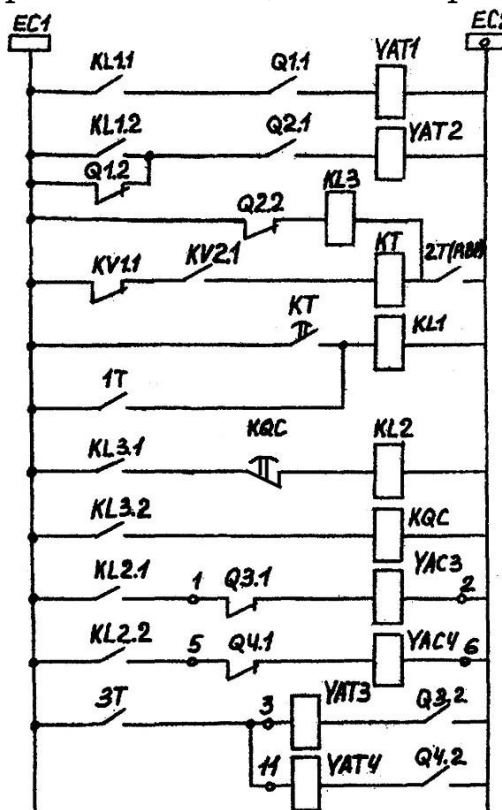 EC1 EC2
KL1.1 Q1.1 YAT1
KL1.2 Q2.1 YAT2
Q1.2 Q2.2 KL3
KV1.1 KV2.1 KT 2T(АВВ)
KT KL1
1T
KL3.1 KQC KL2
KL3.2 KQC
KL2.1 1 Q3.1 YAC3 2
KL2.2 5 Q4.1 YAC4 6
3T 3 YAT3 Q3.2
11 YAT4 Q4.2